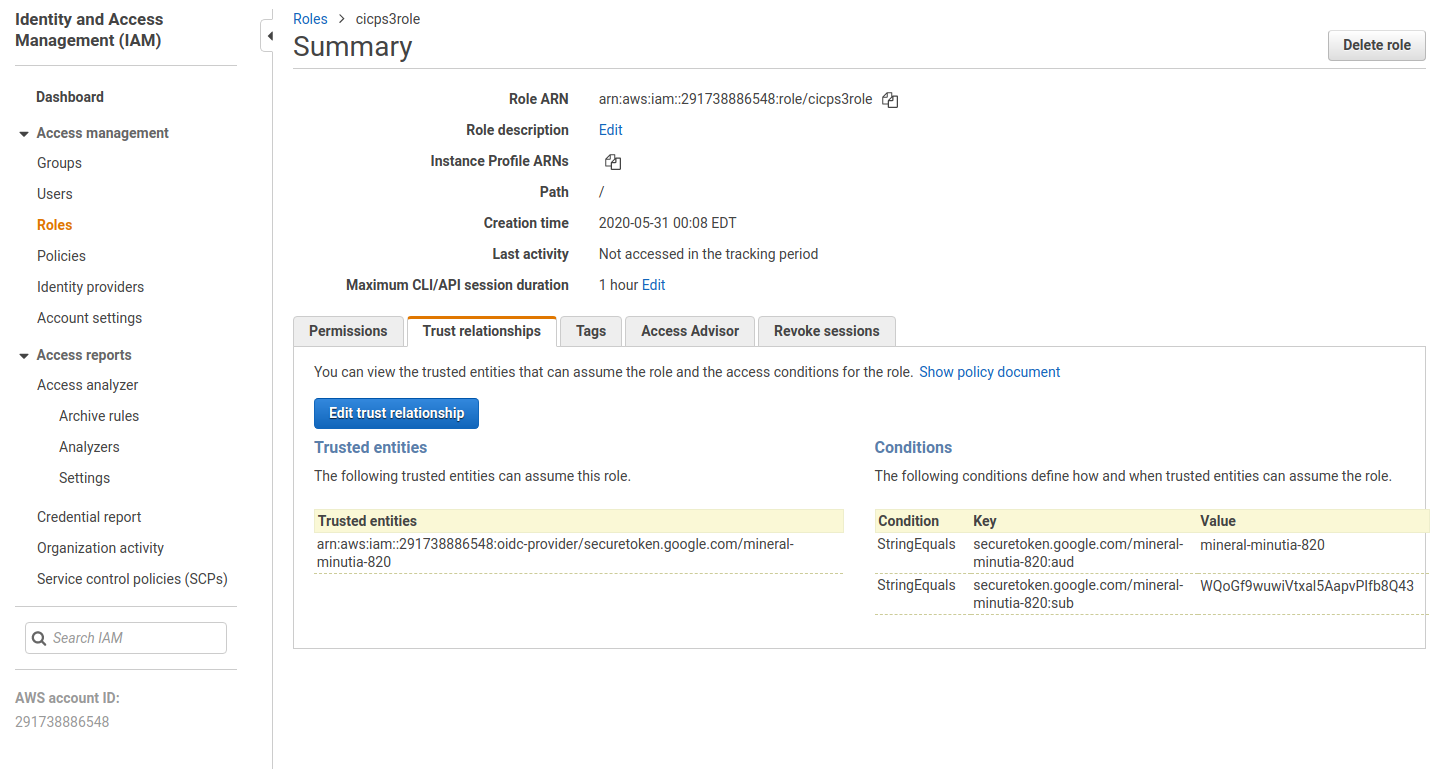 Identity and Access
Management (IAM)
Dashboard
Access management
Groups
Users
Roles
Policies
Identity providers
Account settings
Access reports
Access analyzer
Archive rules
Analyzers
Settings
Credential report
Organization activity
Service control policies (SCPs)
Search IAM
AWS account ID:
291738886548
Roles > cicps3role
Summary
Delete role
Role ARN arn:aws:iam::291738886548:role/cicps3role
Role description Edit
Instance Profile ARNs
Path /
Creation time 2020-05-31 00:08 EDT
Last activity Not accessed in the tracking period
Maximum CLI/API session duration 1 hour Edit
Permissions Trust relationships Tags Access Advisor Revoke sessions
You can view the trusted entities that can assume the role and the access conditions for the role. Show policy document
Edit trust relationship
Trusted entities
The following trusted entities can assume this role.
Trusted entities
arn:aws:iam::291738886548:oidc-provider/securetoken.google.com/mineral-
minutia-820
Conditions
The following conditions define how and when trusted entities can assume the role.
Condition Key Value
StringEquals securetoken.google.com/mineral- mineral-minutia-820
minutia-820:aud
StringEquals securetoken.google.com/mineral- WQoGf9wuwiVtxal5AapvPlfb8Q43
minutia-820:sub